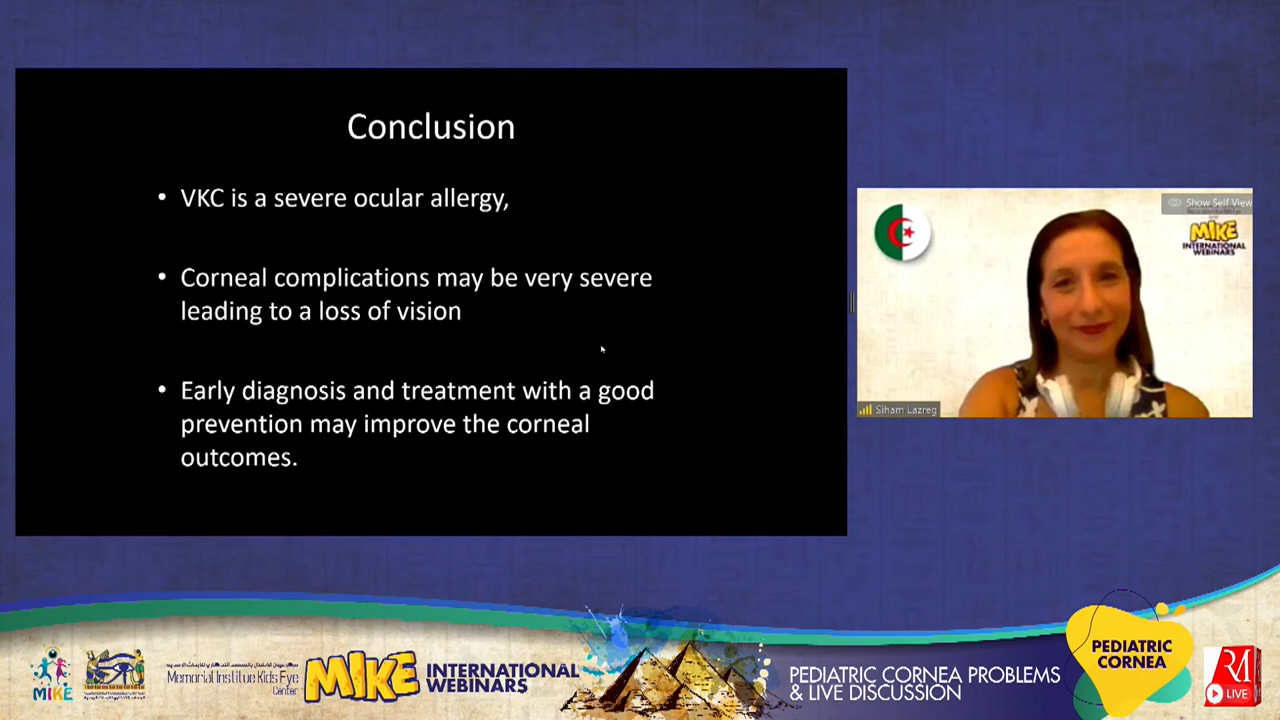 Conclusion
• VKC is a severe ocular allergy,
• Corneal complications may be very severe
leading to a loss of vision
• Early diagnosis and treatment with a good
prevention may improve the corneal
outcomes.
Show Self View
MIKE
INTERNATIONAL
WEBINARS
Siham Lazreg
MIKE
Memorial Institue Kids Eye
Center
MIKE
INTERNATIONAL
WEBINARS
PEDIATRIC CORNEA PROBLEMS
& LIVE DISCUSSION
PEDIATRIC
CORNEA
RM
LIVE